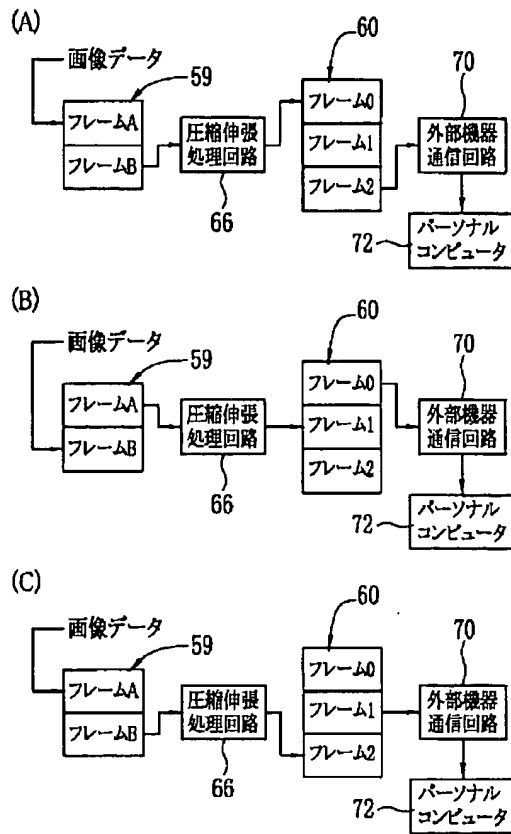 (A)
画像データ
59
フレームA
フレームB
圧縮伸張
処理回路
66
60
フレーム0
フレーム1
フレーム2
70
外部機器
通信回路
72
パーソナル
コンピュータ
(B)
画像データ
59
フレームA
フレームB
圧縮伸張
処理回路
66
60
フレーム0
フレーム1
フレーム2
70
外部機器
通信回路
72
パーソナル
コンピュータ
(C)
画像データ
59
フレームA
フレームB
圧縮伸張
処理回路
66
60
フレーム0
フレーム1
フレーム2
70
外部機器
通信回路
72
パーソナル
コンピュータ